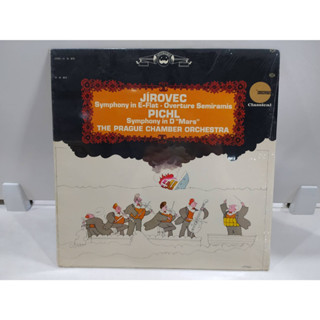 JÍROVEC
Symphony in E-Flat · Overture Semiramis
PICHL
Symphony in D "Mars"
THE PRAGUE CHAMBER ORCHESTRA
Classical